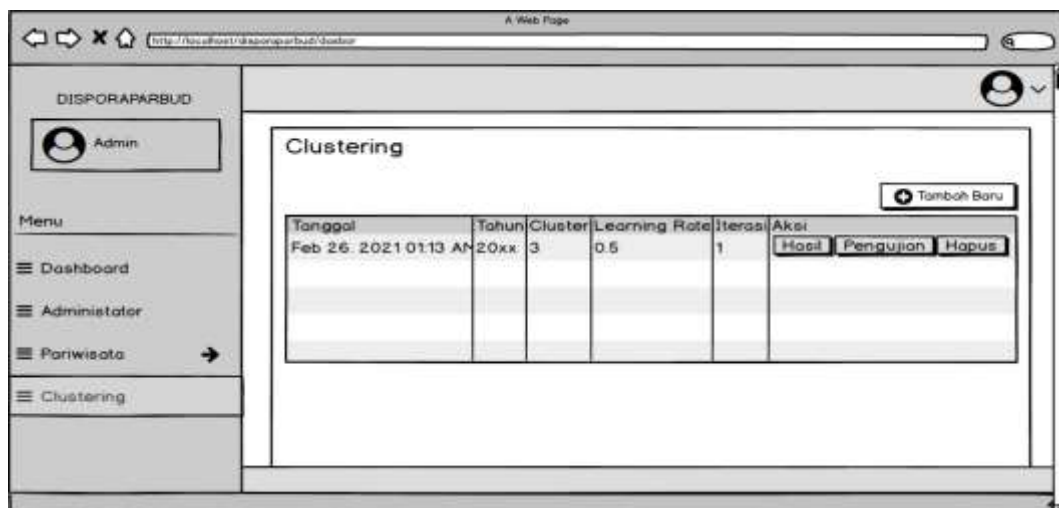 A Web Page
DISPORAPARBUD
Admin
Menu
Dashboard
Administator
Pariwisata
Clustering
Clustering
Tambah Baru
Tanggal Tahun Cluster Learning Rate Iterasi Aksi
Feb 26. 2021 01:13 AM 20xx 3 0.5 1 Hasil Pengujian Hapus